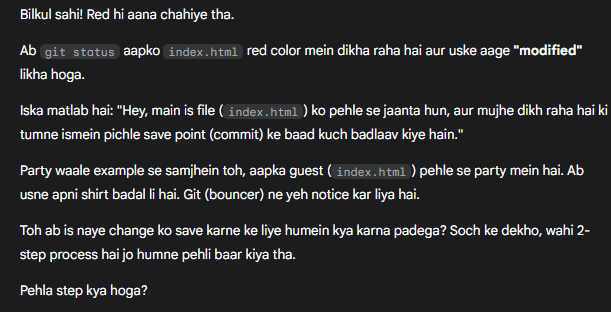 Bilkul sahi! Red hi aana chahiye tha.
Ab git status aapko index.html red color mein dikha raha hai aur uske aage "modified"
likha hoga.
Iska matlab hai: "Hey, main is file (index.html) ko pehle se jaanta hun, aur mujhe dikh raha hai ki
tumne ismein pichle save point (commit) ke baad kuch badlaav kiye hain."
Party waale example se samjhein toh, aapka guest (index.html) pehle se party mein hai. Ab
usne apni shirt badal li hai. Git (bouncer) ne yeh notice kar liya hai.
Toh ab is naye change ko save karne ke liye humein kya karna padega? Soch ke dekho, wahi 2-
step process hai jo humne pehli baar kiya tha.
Pehla step kya hoga?